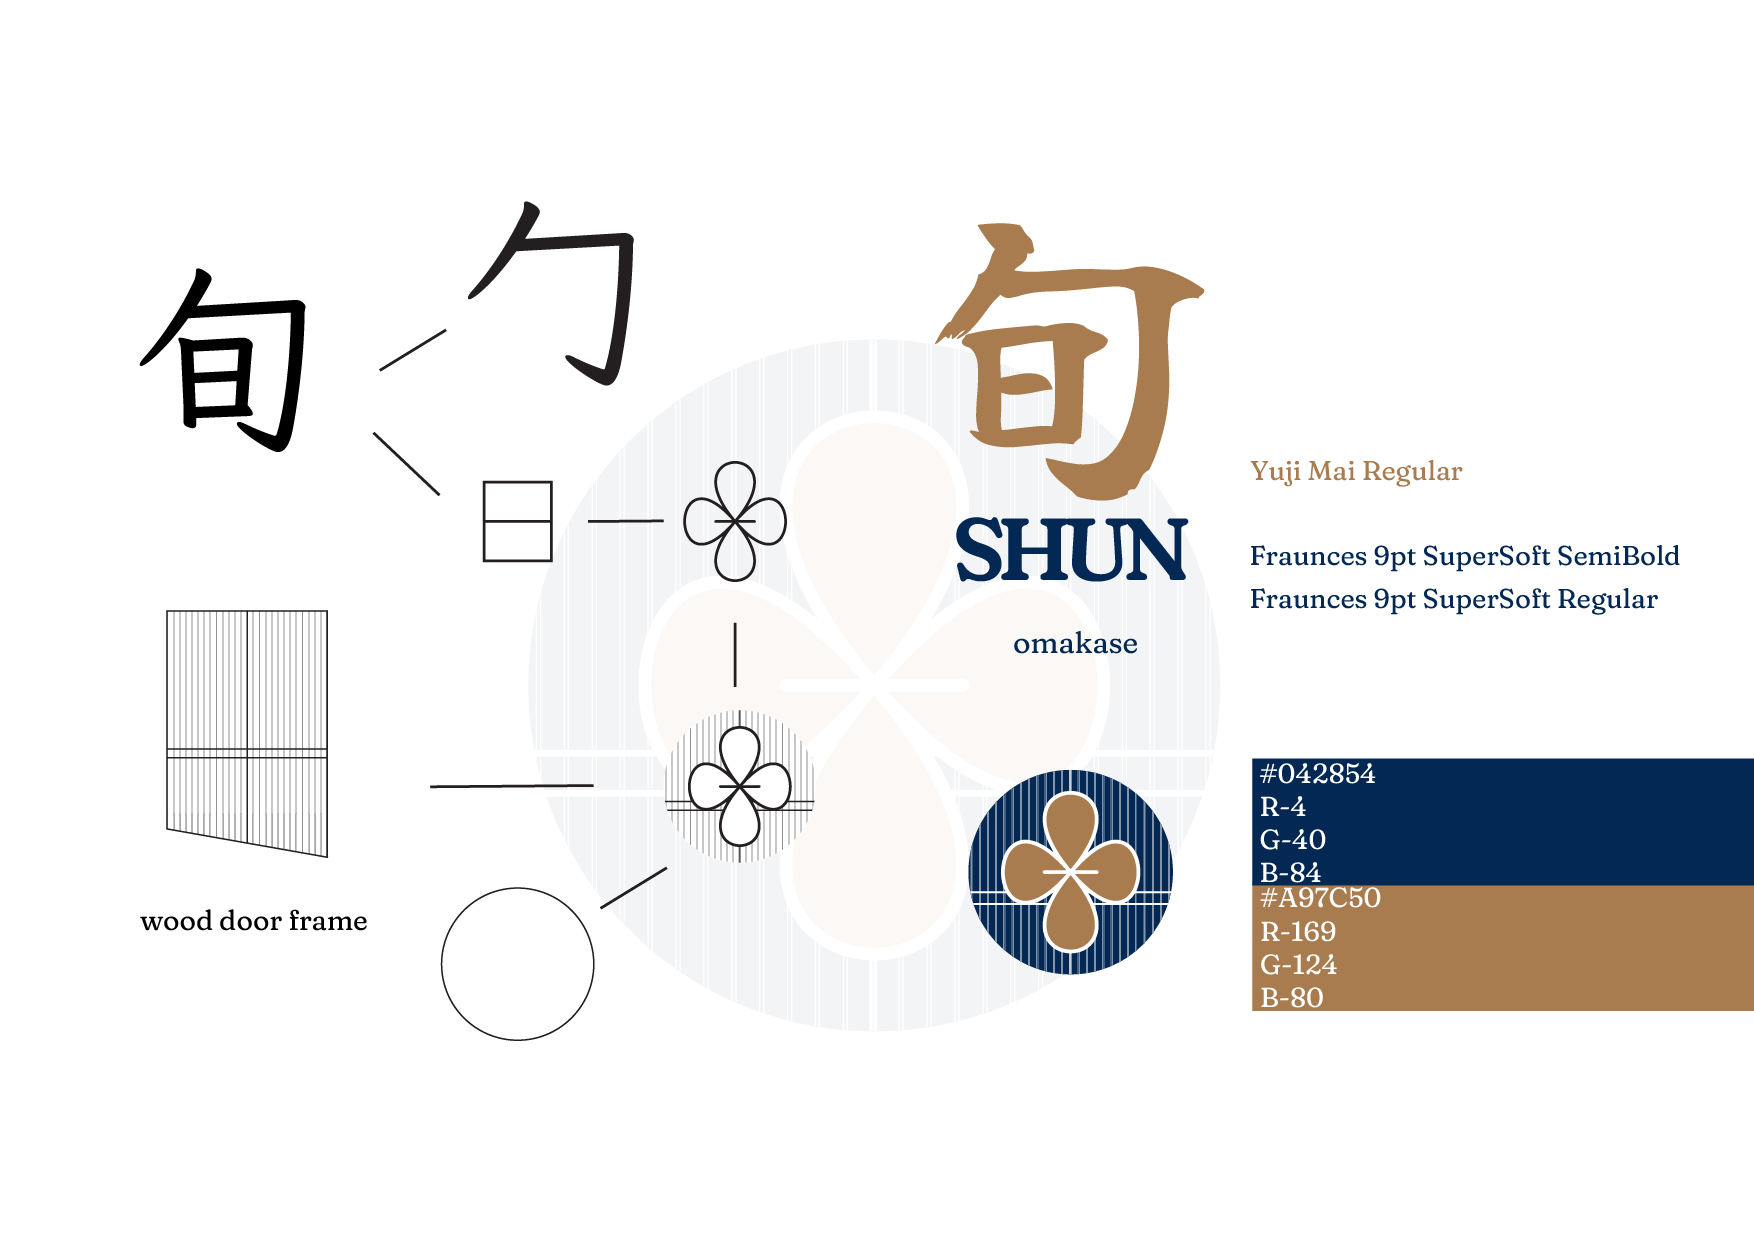 旬
勹
日
wood door frame
旬
SHUN
omakase
Yuji Mai Regular
Fraunces 9pt SuperSoft SemiBold
Fraunces 9pt SuperSoft Regular
#042854
R-4
G-40
B-84
#A97C50
R-169
G-124
B-80